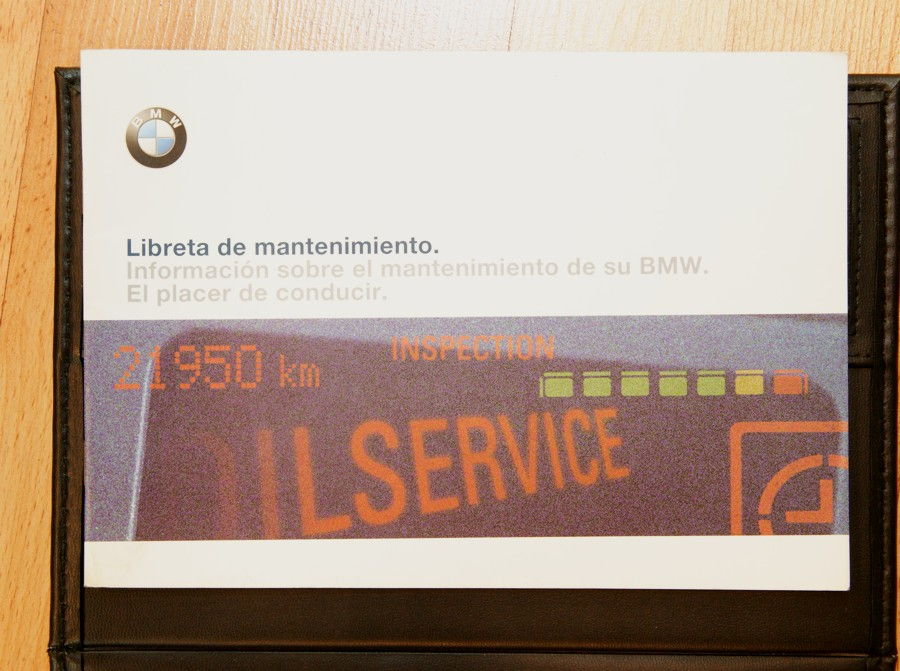 BMW
Libreta de mantenimiento.
Información sobre el mantenimiento de su BMW.
El placer de conducir.
21950 km
INSPECTION
ILSERVICE